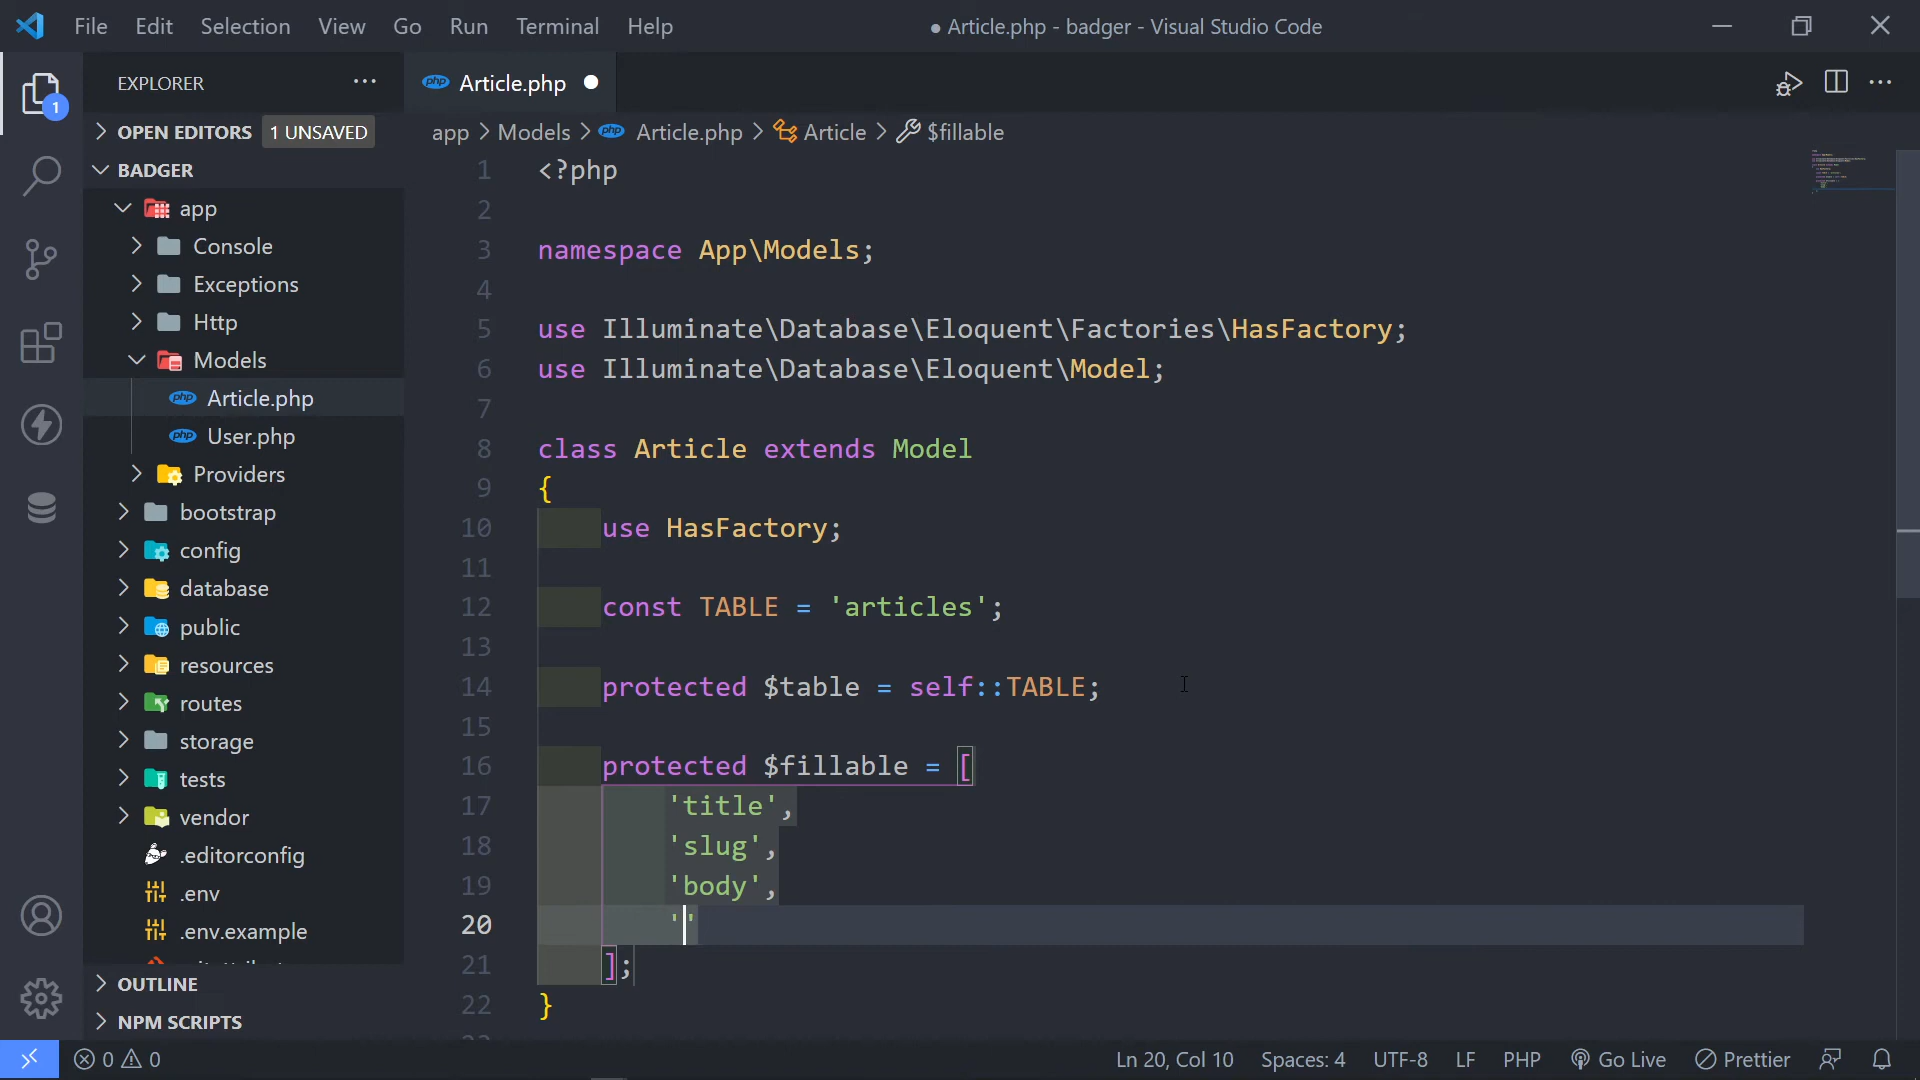 File Edit Selection View Go Run Terminal Help
● Article.php - badger - Visual Studio Code
EXPLORER
1
OPEN EDITORS 1 UNSAVED
BADGER
app
Console
Exceptions
Http
Models
php Article.php
php User.php
Providers
bootstrap
config
database
public
resources
routes
storage
tests
vendor
.editorconfig
.env
.env.example
OUTLINE
NPM SCRIPTS
php Article.php
app > Models > php Article.php > Article > $fillable
1 <?php
2
3 namespace App\Models;
4
5 use Illuminate\Database\Eloquent\Factories\HasFactory;
6 use Illuminate\Database\Eloquent\Model;
7
8 class Article extends Model
9 {
10 use HasFactory;
11
12 const TABLE = 'articles';
13
14 protected $table = self::TABLE;
15
16 protected $fillable = [
17 'title',
18 'slug',
19 'body',
20 ''
21 ];
22 }
0 0
Ln 20, Col 10 Spaces: 4 UTF-8 LF PHP Go Live Prettier